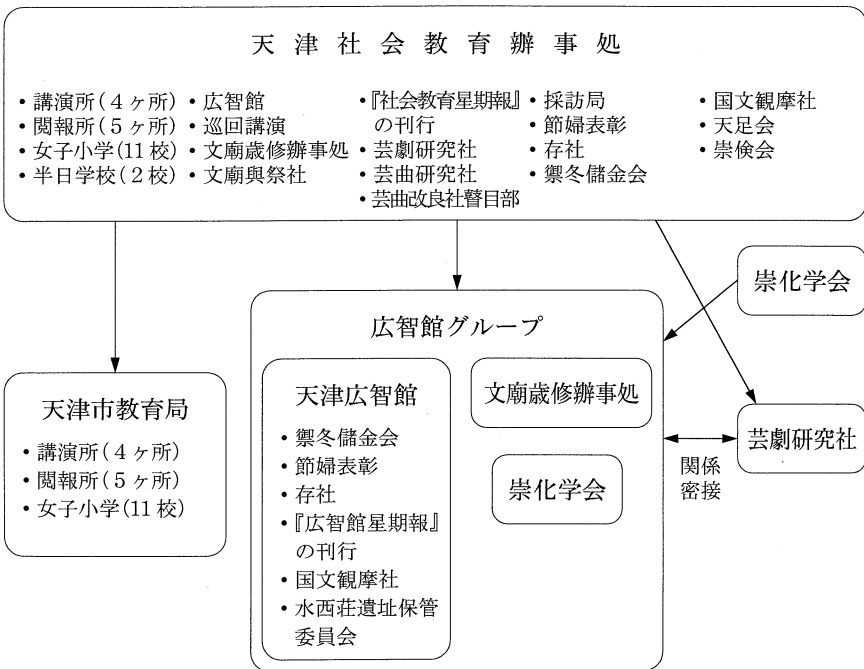 天津社会教育辦事処
・講演所(4ヶ所)
・閲報所(5ヶ所)
・女子小学(11校)
・半日学校(2校)
・広智館
・巡回講演
・文廟歳修辦事処
・文廟與祭社
・『社会教育星期報』
の刊行
・芸劇研究社
・芸曲研究社
・芸曲改良社瞽目部
・採訪局
・節婦表彰
・存社
・禦冬儲金会
・国文観摩社
・天足会
・崇倹会
崇化学会
広智館グループ
天津市教育局
・講演所(4ヶ所)
・閲報所(5ヶ所)
・女子小学(11校)
天津広智館
・禦冬儲金会
・節婦表彰
・存社
・『広智館星期報』
の刊行
・国文観摩社
・水西荘遺址保管
委員会
文廟歳修辦事処
崇化学会
関係
密接
芸劇研究社